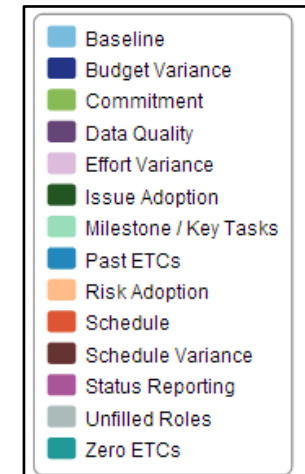 Baseline
Budget Variance
Commitment
Data Quality
Effort Variance
Issue Adoption
Milestone / Key Tasks
Past ETCs
Risk Adoption
Schedule
Schedule Variance
Status Reporting
Unfilled Roles
Zero ETCs